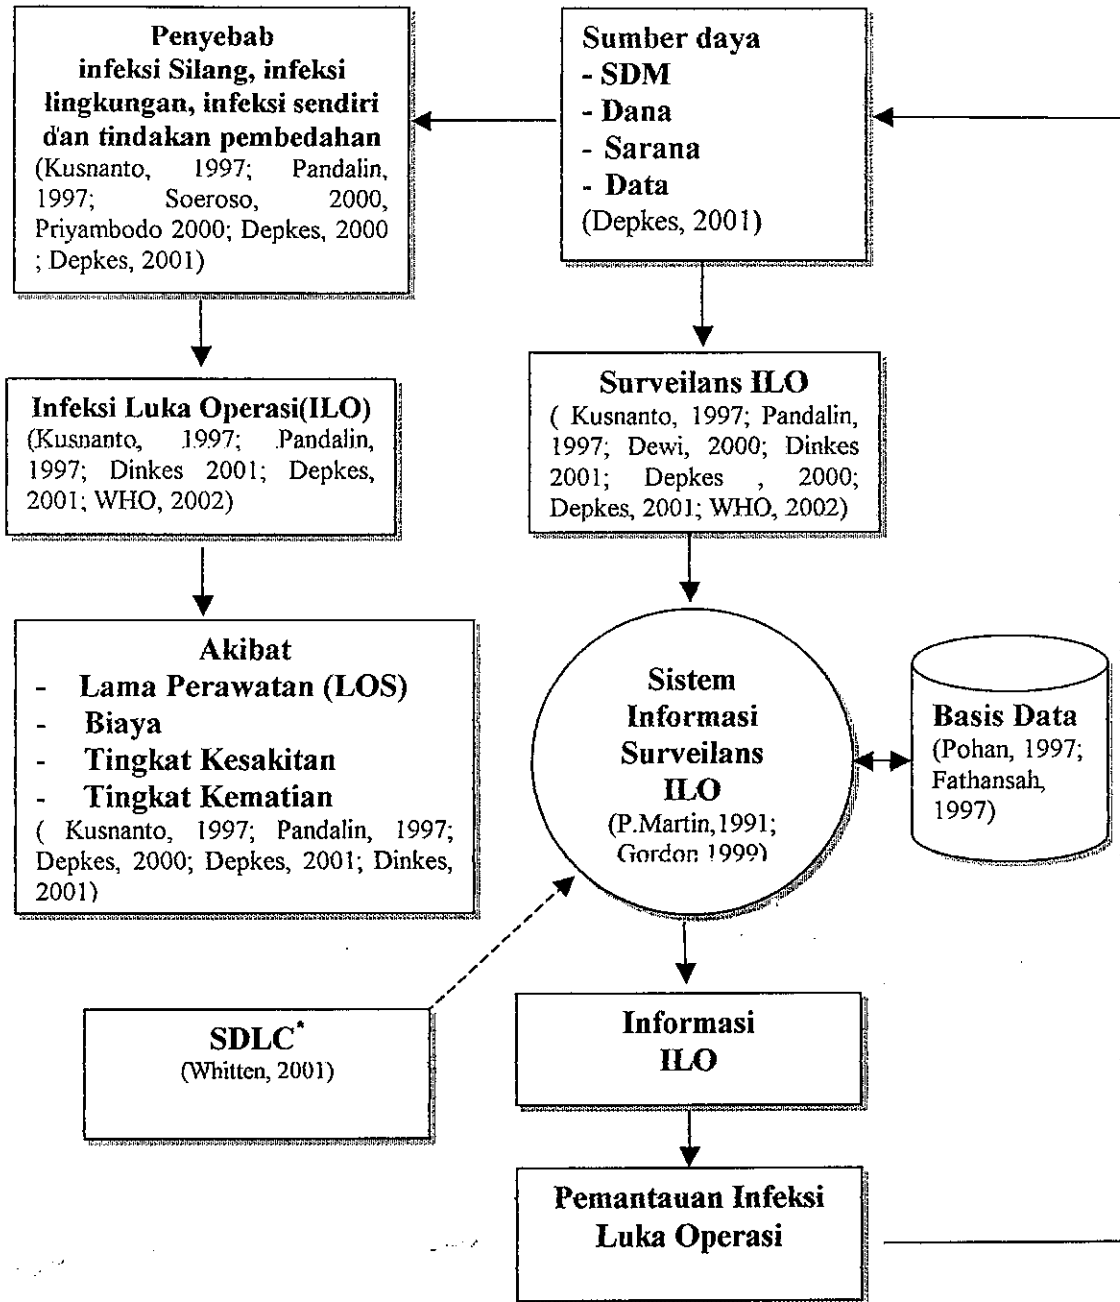 Penyebab
infeksi Silang, infeksi
lingkungan, infeksi sendiri
dan tindakan pembedahan
(Kusnanto, 1997; Pandalin,
1997; Soeroso, 2000,
Priyambodo 2000; Depkes, 2000
; Depkes, 2001)
Sumber daya
- SDM
- Dana
- Sarana
- Data
(Depkes, 2001)
Infeksi Luka Operasi(ILO)
(Kusnanto, 1997; Pandalin,
1997; Dinkes 2001; Depkes,
2001; WHO, 2002)
Surveilans ILO
( Kusnanto, 1997; Pandalin,
1997; Dewi, 2000; Dinkes
2001; Depkes , 2000;
Depkes, 2001; WHO, 2002)
Akibat
- Lama Perawatan (LOS)
- Biaya
- Tingkat Kesakitan
- Tingkat Kematian
( Kusnanto, 1997; Pandalin, 1997;
Depkes, 2000; Depkes, 2001; Dinkes,
2001)
Sistem
Informasi
Surveilans
ILO
(P.Martin,1991;
Gordon 1999)
Basis Data
(Pohan, 1997;
Fathansah,
1997)
SDLC*
(Whitten, 2001)
Informasi
ILO
Pemantauan Infeksi
Luka Operasi